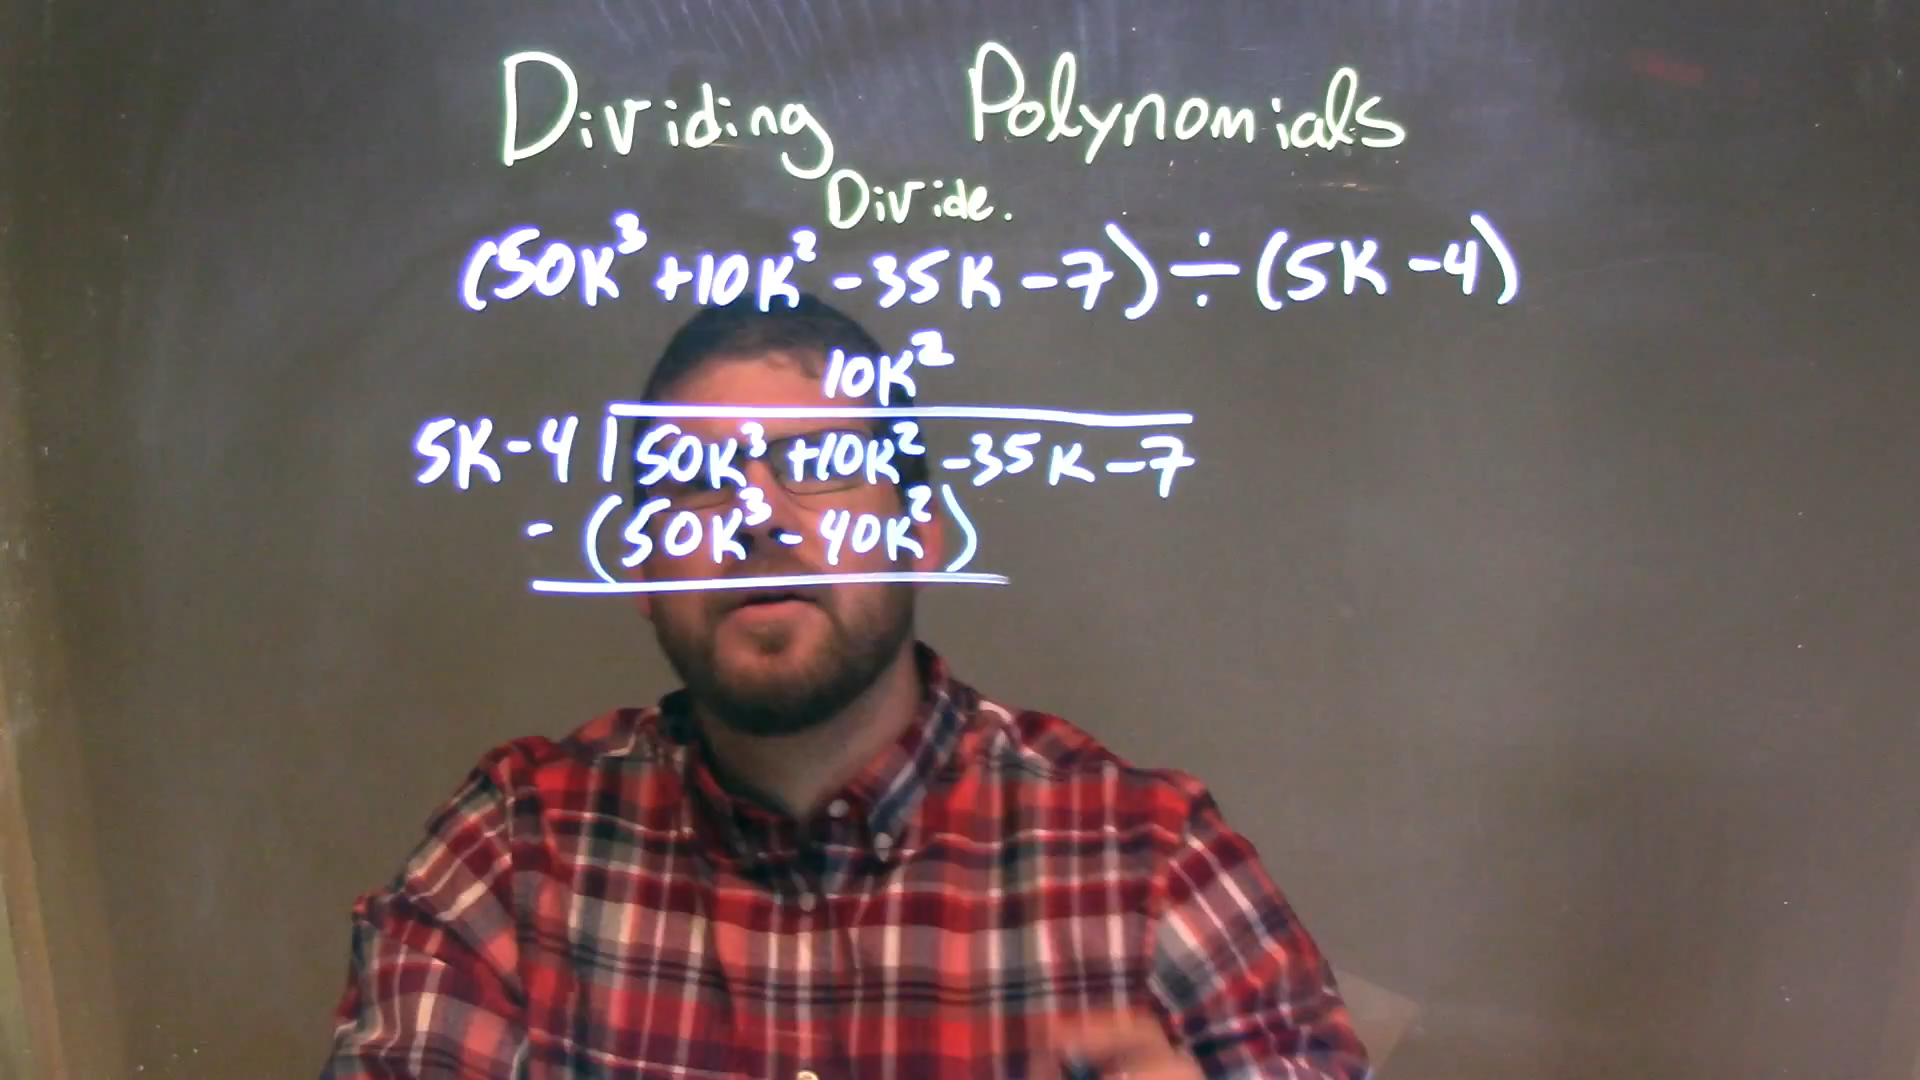 Dividing Polynomials
Divide.
(50k³ +10k² -35k -7) ÷ (5k -4)
10k²
5k-4 | 50k³ +10k² -35k -7
- (50k³ - 40k²)